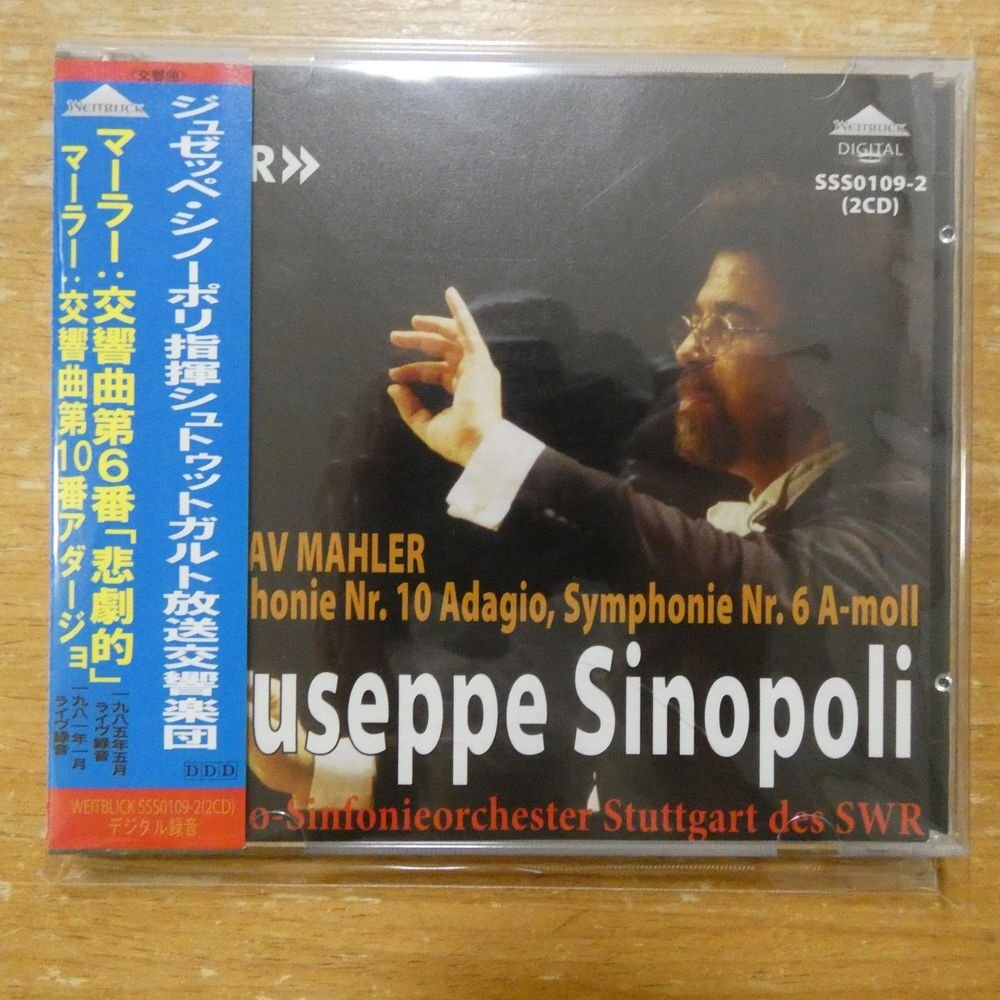 〈交響曲〉
WEITBLICK
ジュゼッペ・シノーポリ指揮シュトゥットガルト放送交響楽団
マーラー:交響曲第6番「悲劇的」
一九八五年五月
ライヴ録音
マーラー:交響曲第10番アダージョ
一九八一年一月
ライヴ録音
DDD
WEITBLICK SSS0109-2(2CD)
デジタル録音
R»
WEITBLICK
DIGITAL
SSS0109-2
(2CD)
AV MAHLER
honie Nr. 10 Adagio, Symphonie Nr. 6 A-moll
useppe Sinopoli
o-Sinfonieorchester Stuttgart des SWR